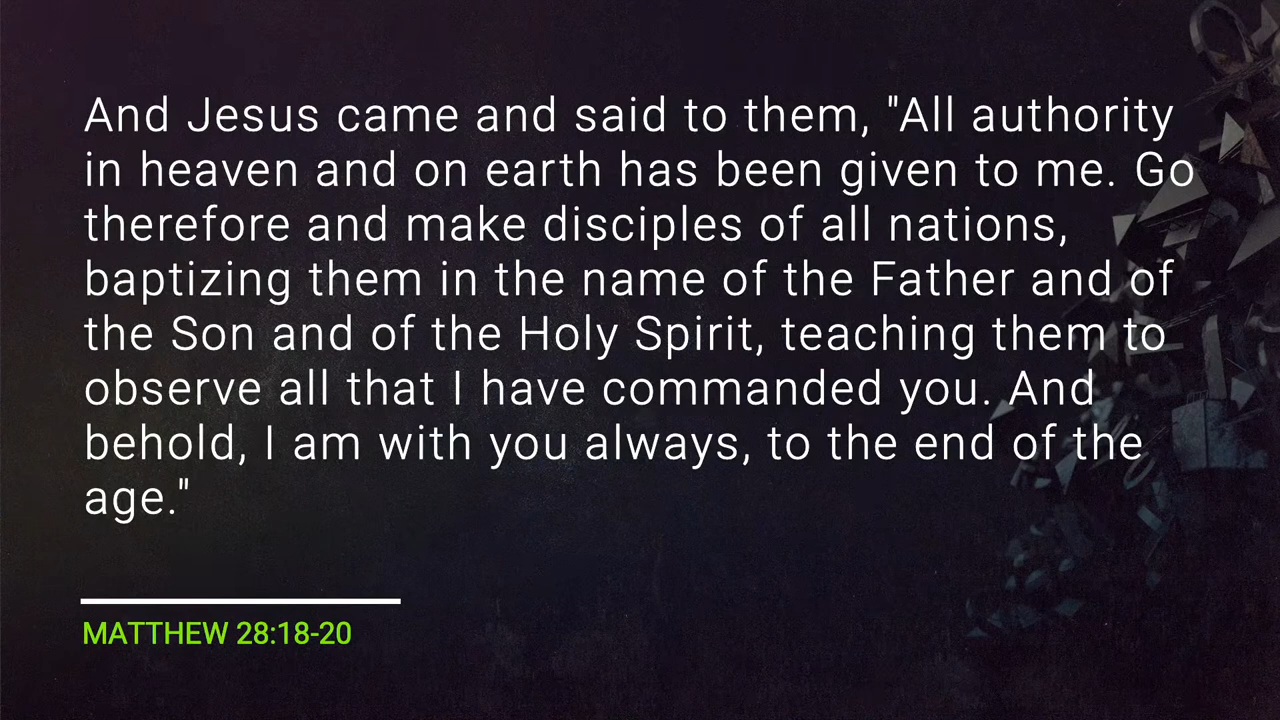 And Jesus came and said to them, "All authority
in heaven and on earth has been given to me. Go
therefore and make disciples of all nations,
baptizing them in the name of the Father and of
the Son and of the Holy Spirit, teaching them to
observe all that I have commanded you. And
behold, I am with you always, to the end of the
age."
MATTHEW 28:18-20